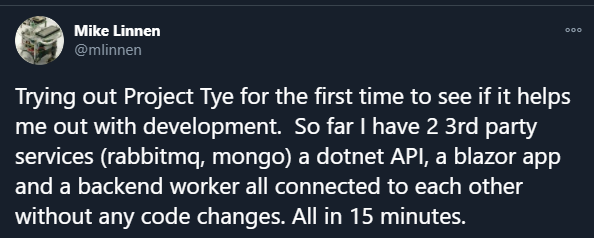 Mike Linnen
@mlinnen
Trying out Project Tye for the first time to see if it helps
me out with development.  So far I have 2 3rd party
services (rabbitmq, mongo) a dotnet API, a blazor app
and a backend worker all connected to each other
without any code changes. All in 15 minutes.